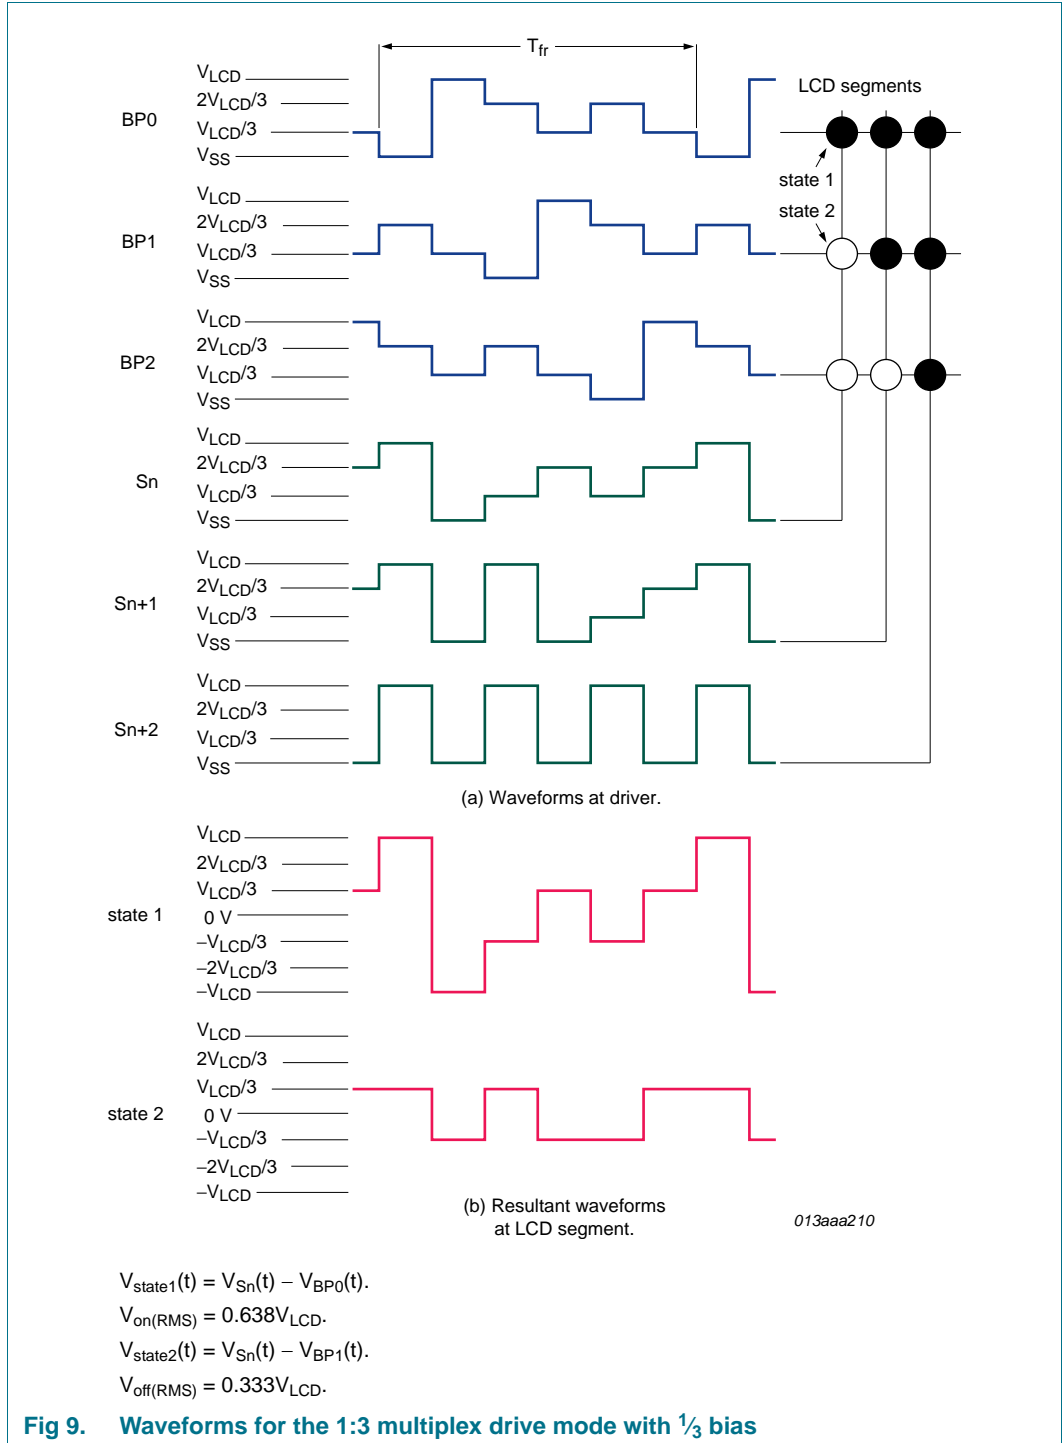 Tfr
VLCD
2VLCD/3
BP0
VLCD/3
VSS
LCD segments
state 1
state 2
VLCD
2VLCD/3
BP1
VLCD/3
VSS
VLCD
2VLCD/3
BP2
VLCD/3
VSS
VLCD
2VLCD/3
Sn
VLCD/3
VSS
VLCD
2VLCD/3
Sn+1
VLCD/3
VSS
VLCD
2VLCD/3
Sn+2
VLCD/3
VSS
(a) Waveforms at driver.
VLCD
2VLCD/3
VLCD/3
state 1
0 V
−VLCD/3
−2VLCD/3
−VLCD
VLCD
2VLCD/3
VLCD/3
state 2
0 V
−VLCD/3
−2VLCD/3
−VLCD
(b) Resultant waveforms
at LCD segment.
013aaa210
Vstate1(t) = VSn(t) − VBP0(t).
Von(RMS) = 0.638VLCD.
Vstate2(t) = VSn(t) − VBP1(t).
Voff(RMS) = 0.333VLCD.
Fig 9. Waveforms for the 1:3 multiplex drive mode with 1⁄3 bias